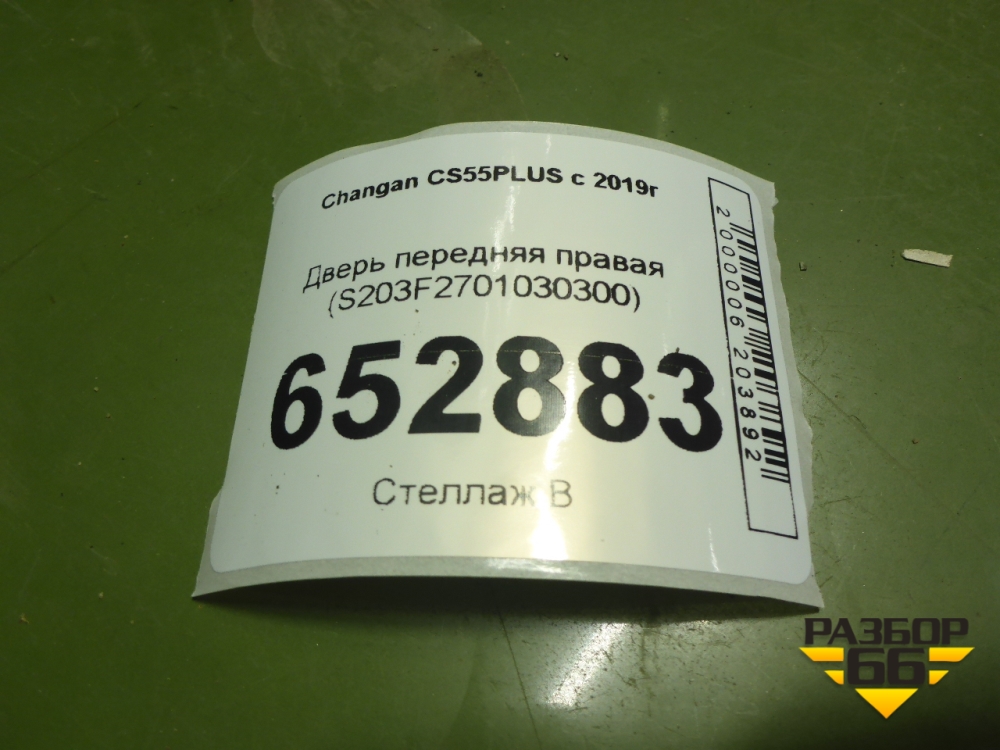 Changan CS55PLUS с 2019г
Дверь передняя правая
(S203F2701030300)
652883
Стеллаж В
2000006203892
РАЗБОР
66